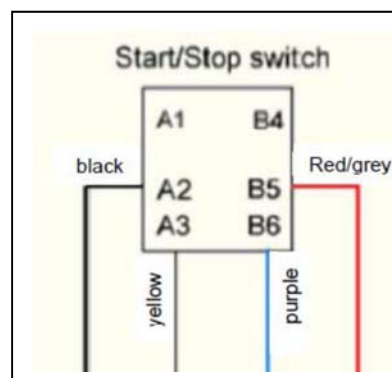 Start/Stop switch
A1 B4
black Red/grey
A2 B5
A3 B6
yellow purple